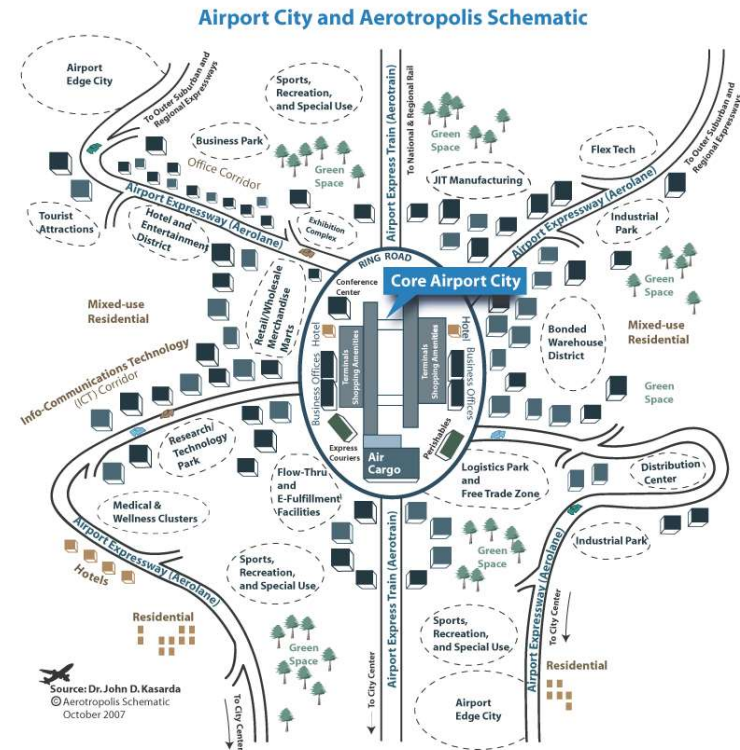 Airport City and Aerotropolis Schematic
Airport
Edge City
To Outer Suburban and
Regional Expressways
Sports,
Recreation,
and Special Use
Business Park
Office Corridor
Green
Space
Airport Express Train (Aerotrain)
To National & Regional Rail
Green
Space
JIT Manufacturing
Flex Tech
To Outer Suburban and
Regional Expressways
Airport Expressway (Aerolane)
Tourist
Attractions
Hotel and
Entertainment
District
Exhibition
Complex
Airport Expressway (Aerolane)
Industrial
Park
Green
Space
RING ROAD
Core Airport City
Conference
Center
Mixed-use
Residential
Retail/Wholesale
Merchandise
Marts
Hotel
Terminals
Shopping Amenities
Business Offices
Terminals
Shopping Amenities
Hotel
Business Offices
Bonded
Warehouse
District
Mixed-use
Residential
Green
Space
Info-Communications Technology
(ICT) Corridor
Research/
Technology
Park
Express
Couriers
Air
Cargo
Perishables
Flow-Thru
and
E-Fulfillment
Facilities
Logistics Park
and
Free Trade Zone
Distribution
Center
Medical &
Wellness Clusters
Airport Expressway (Aerolane)
Hotels
Industrial Park
Green
Space
Sports,
Recreation,
and Special Use
Airport Express Train (Aerotrain)
Airport Expressway (Aerolane)
To City Center
Residential
Green
Space
Sports,
Recreation,
and Special Use
Residential
Source: Dr. John D. Kasarda
© Aerotropolis Schematic
October 2007
To City Center
To City Center
Airport
Edge City